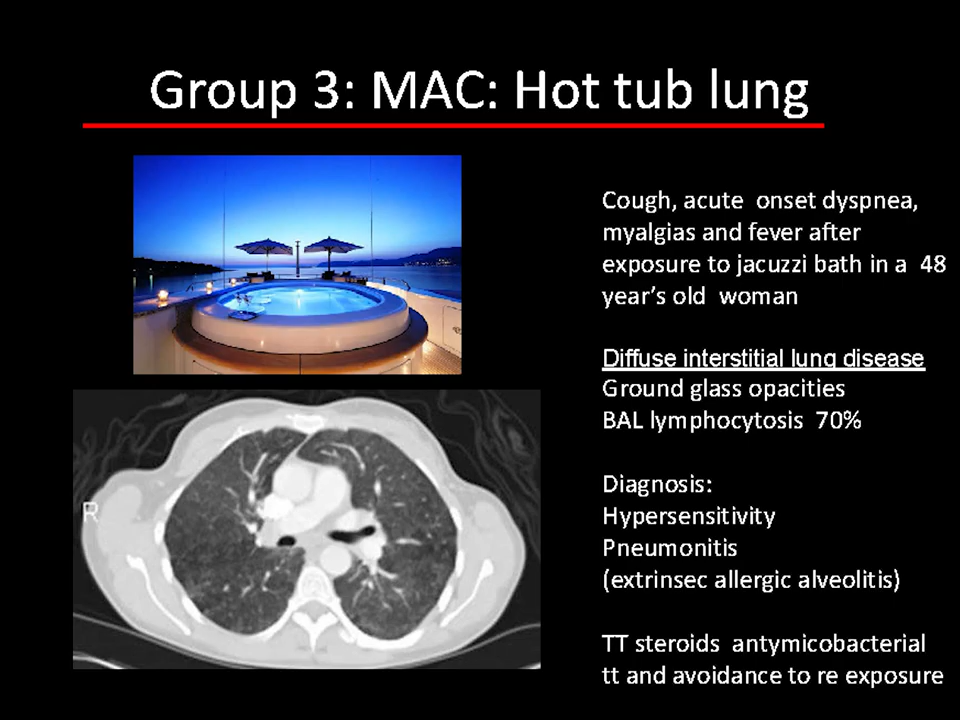 Group 3: MAC: Hot tub lung
Cough, acute onset dyspnea,
myalgias and fever after
exposure to jacuzzi bath in a 48
year's old woman
Diffuse interstitial lung disease
Ground glass opacities
BAL lymphocytosis 70%
Diagnosis:
Hypersensitivity
Pneumonitis
(extrinsec allergic alveolitis)
TT steroids antymicobacterial
tt and avoidance to re exposure
R